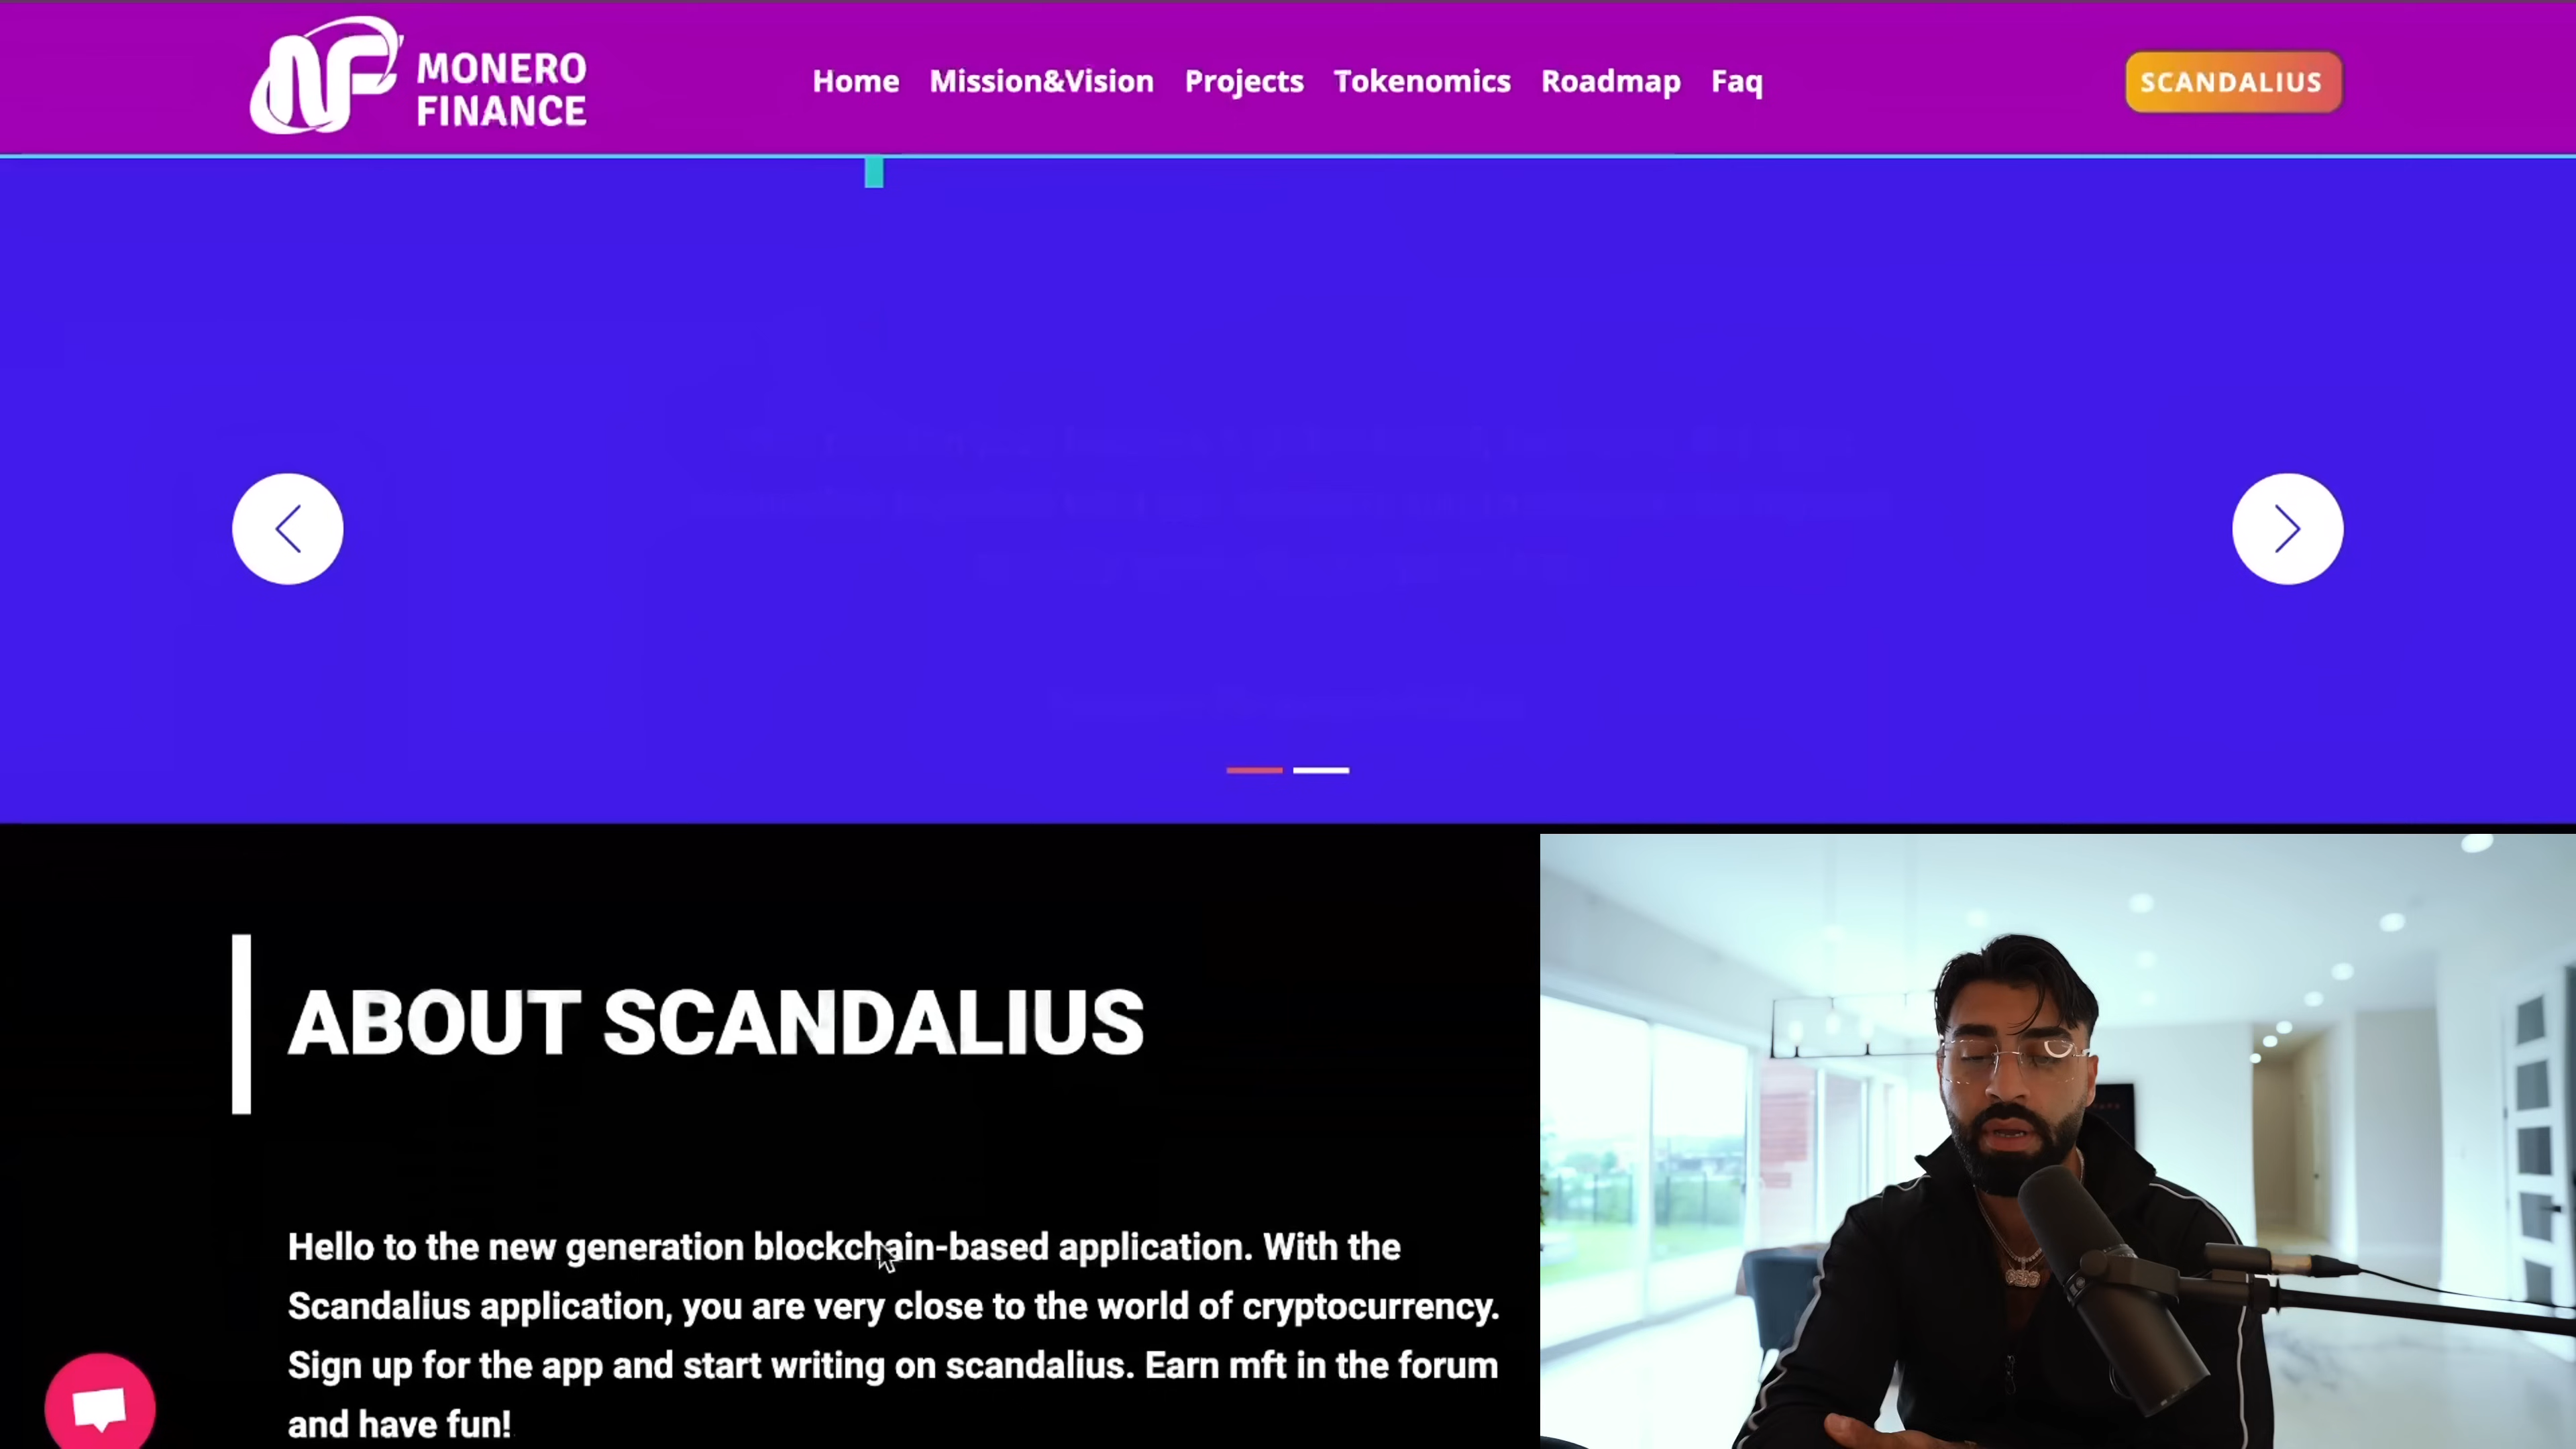 MONERO
FINANCE
Home Mission&Vision Projects Tokenomics Roadmap Faq
SCANDALIUS
ABOUT SCANDALIUS
Hello to the new generation blockchain-based application. With the
Scandalius application, you are very close to the world of cryptocurrency.
Sign up for the app and start writing on scandalius. Earn mft in the forum
and have fun!